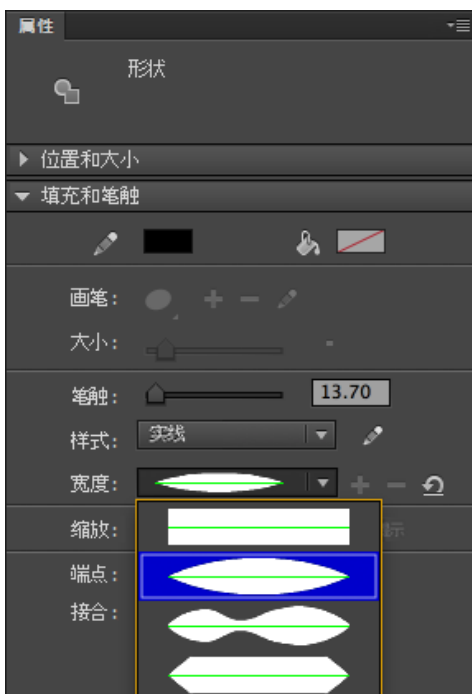 属性
形状
位置和大小
填充和笔触
画笔：
大小：
笔触： 13.70
样式： 实线
宽度：
缩放： 示
端点：
接合：